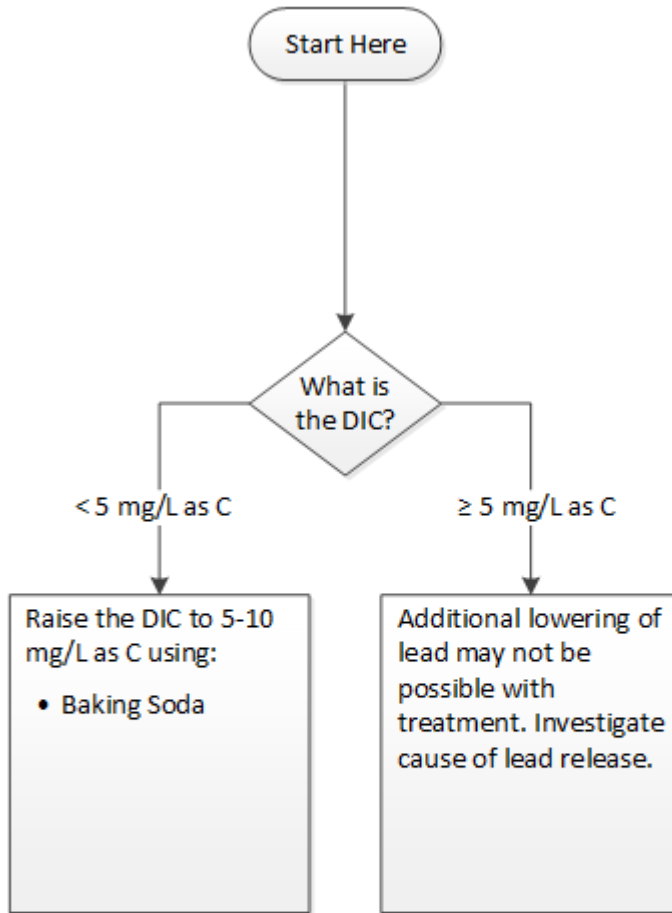 Start Here
What is
the DIC?
< 5 mg/L as C
≥ 5 mg/L as C
Raise the DIC to 5-10
mg/L as C using:
• Baking Soda
Additional lowering of
lead may not be
possible with
treatment. Investigate
cause of lead release.